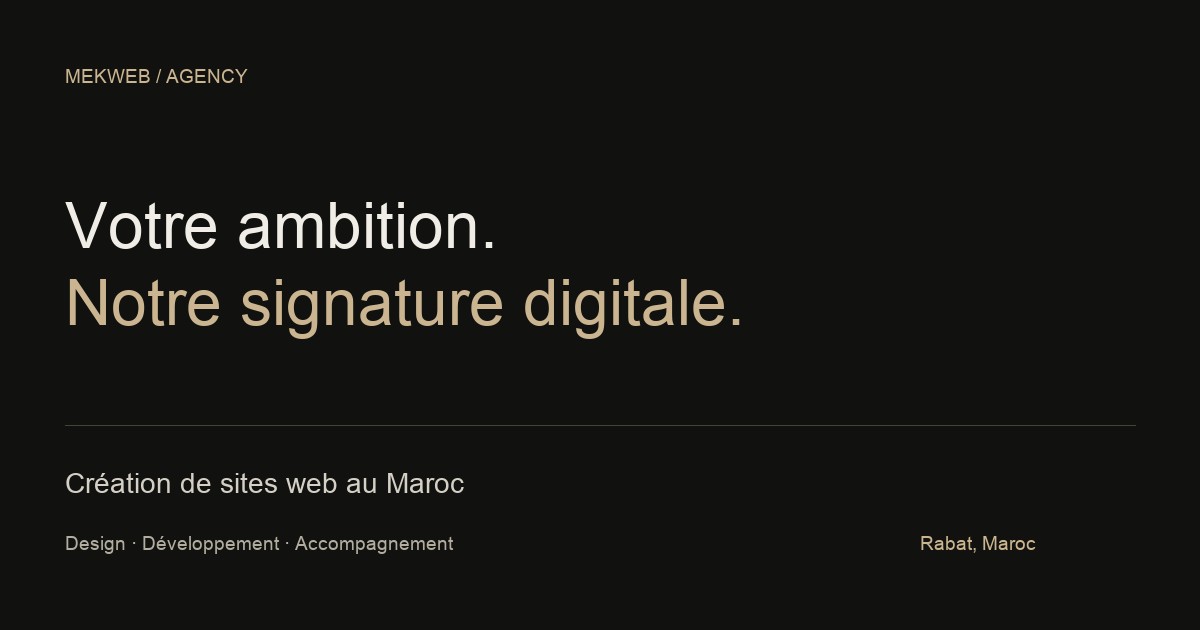 MEKWEB / AGENCY
Votre ambition.
Notre signature digitale.
Création de sites web au Maroc
Design · Développement · Accompagnement
Rabat, Maroc